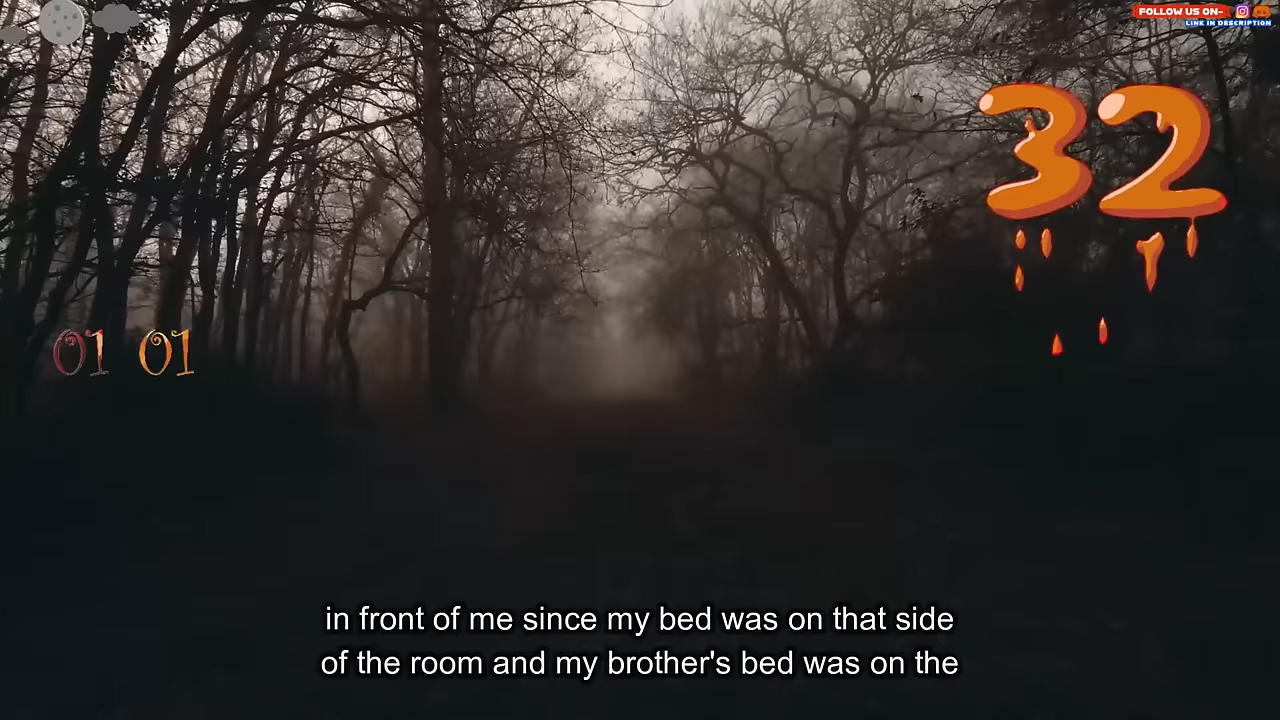 FOLLOW US ON-
LINK IN DESCRIPTION
32
01 01
in front of me since my bed was on that side
of the room and my brother's bed was on the